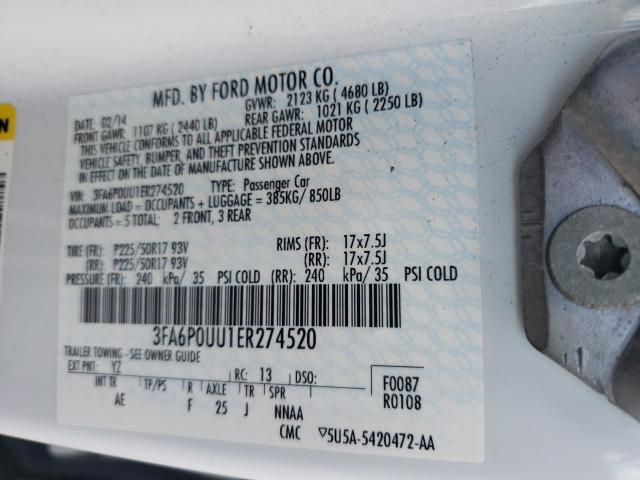 MFD. BY FORD MOTOR CO.
DATE: 02/14 GVWR: 2123 KG ( 4680 LB)
FRONT GAWR: 1107 KG ( 2440 LB) REAR GAWR: 1021 KG ( 2250 LB)
THIS VEHICLE CONFORMS TO ALL APPLICABLE FEDERAL MOTOR
VEHICLE SAFETY, BUMPER, AND THEFT PREVENTION STANDARDS
IN EFFECT ON THE DATE OF MANUFACTURE SHOWN ABOVE.
VIN: 3FA6P0UU1ER274520 TYPE: Passenger Car
MAXIMUM LOAD = OCCUPANTS + LUGGAGE = 385KG/ 850LB
OCCUPANTS = 5 TOTAL: 2 FRONT, 3 REAR
TIRE (FR): P225/50R17 93V RIMS (FR): 17x7.5J
(RR): P225/50R17 93V (RR): 17x7.5J
PRESSURE (FR): 240 kPa/ 35 PSI COLD (RR): 240 kPa/ 35 PSI COLD
3FA6P0UU1ER274520
TRAILER TOWING - SEE OWNER GUIDE
EXT PNT: YZ RC: 13 DSO: F0087
INT TR TP/PS R AXLE TR SPR R0108
AE F 25 J NNAA
CMC ▽5U5A-5420472-AA